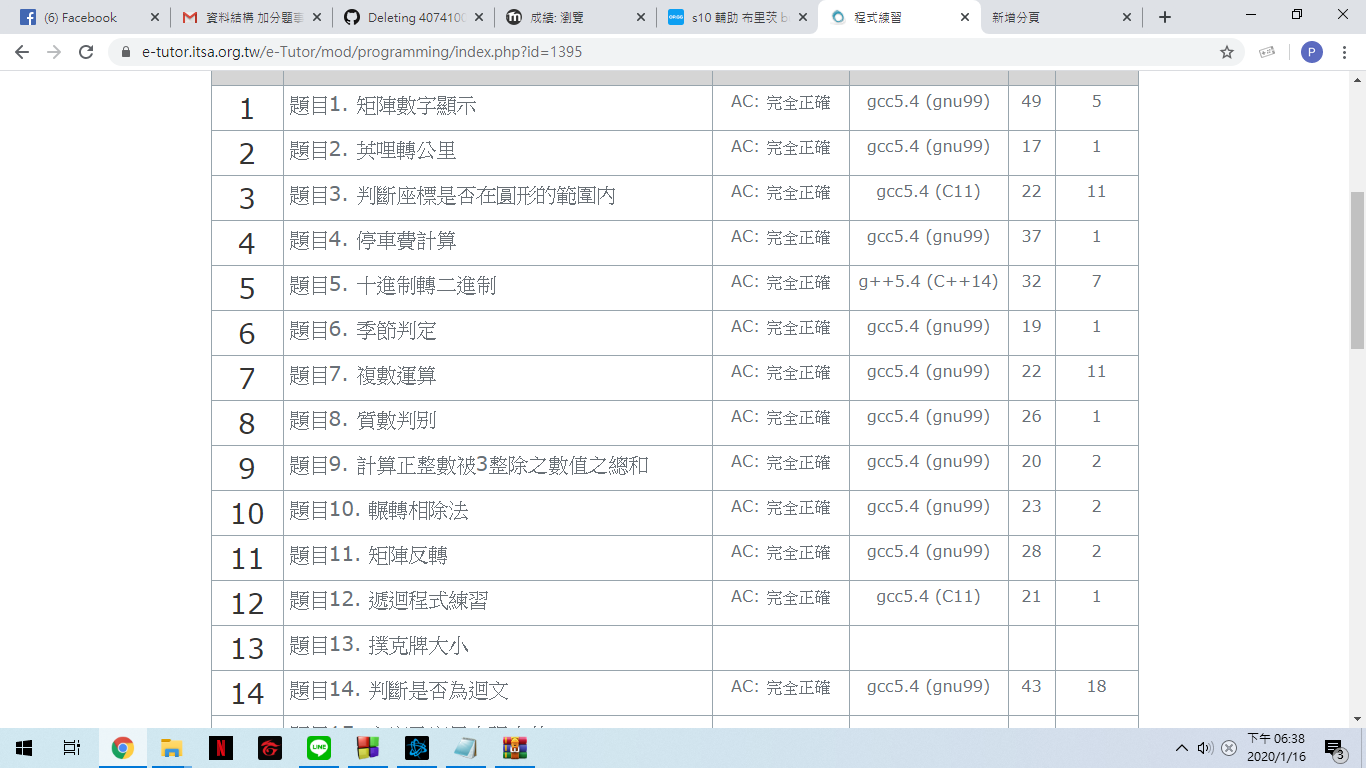 (6) Facebook
資料結構 加分題事
Deleting 4074100
成績: 瀏覽
OP.GG s10 輔助 布里茨 b
程式練習
新增分頁
e-tutor.itsa.org.tw/e-Tutor/mod/programming/index.php?id=1395
P
1 題目1. 矩陣數字顯示 AC: 完全正確 gcc5.4 (gnu99) 49 5
2 題目2. 英哩轉公里 AC: 完全正確 gcc5.4 (gnu99) 17 1
3 題目3. 判斷座標是否在圓形的範圍內 AC: 完全正確 gcc5.4 (C11) 22 11
4 題目4. 停車費計算 AC: 完全正確 gcc5.4 (gnu99) 37 1
5 題目5. 十進制轉二進制 AC: 完全正確 g++5.4 (C++14) 32 7
6 題目6. 季節判定 AC: 完全正確 gcc5.4 (gnu99) 19 1
7 題目7. 複數運算 AC: 完全正確 gcc5.4 (gnu99) 22 11
8 題目8. 質數判別 AC: 完全正確 gcc5.4 (gnu99) 26 1
9 題目9. 計算正整數被3整除之數值之總和 AC: 完全正確 gcc5.4 (gnu99) 20 2
10 題目10. 輾轉相除法 AC: 完全正確 gcc5.4 (gnu99) 23 2
11 題目11. 矩陣反轉 AC: 完全正確 gcc5.4 (gnu99) 28 2
12 題目12. 遞迴程式練習 AC: 完全正確 gcc5.4 (C11) 21 1
13 題目13. 撲克牌大小
14 題目14. 判斷是否為迴文 AC: 完全正確 gcc5.4 (gnu99) 43 18
下午 06:38
2020/1/16
3